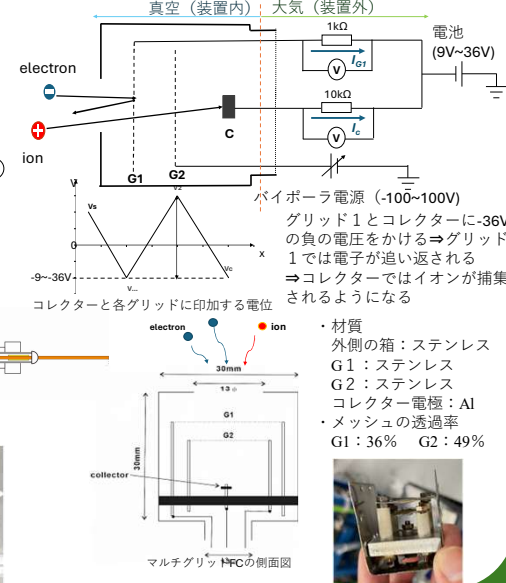 真空（装置内） 大気（装置外）
1kΩ
電池
(9V~36V)
I_G1
V
electron
10kΩ
I_c
V
C
ion
G1 G2
バイポーラ電源（-100~100V)
V
V₂
Vs
0
x
-9~-36V
Vc
グリッド１とコレクターに-36V
の負の電圧をかける⇒グリッド
１では電子が追い返される
⇒コレクターではイオンが捕集
されるようになる
コレクターと各グリッドに印加する電位
electron
ion
30mm
13φ
G1
G2
30mm
collector
マルチグリッドFCの側面図
・材質
外側の箱：ステンレス
G１：ステンレス
G２：ステンレス
コレクター電極：Al
・メッシュの透過率
G1：36% G2：49%